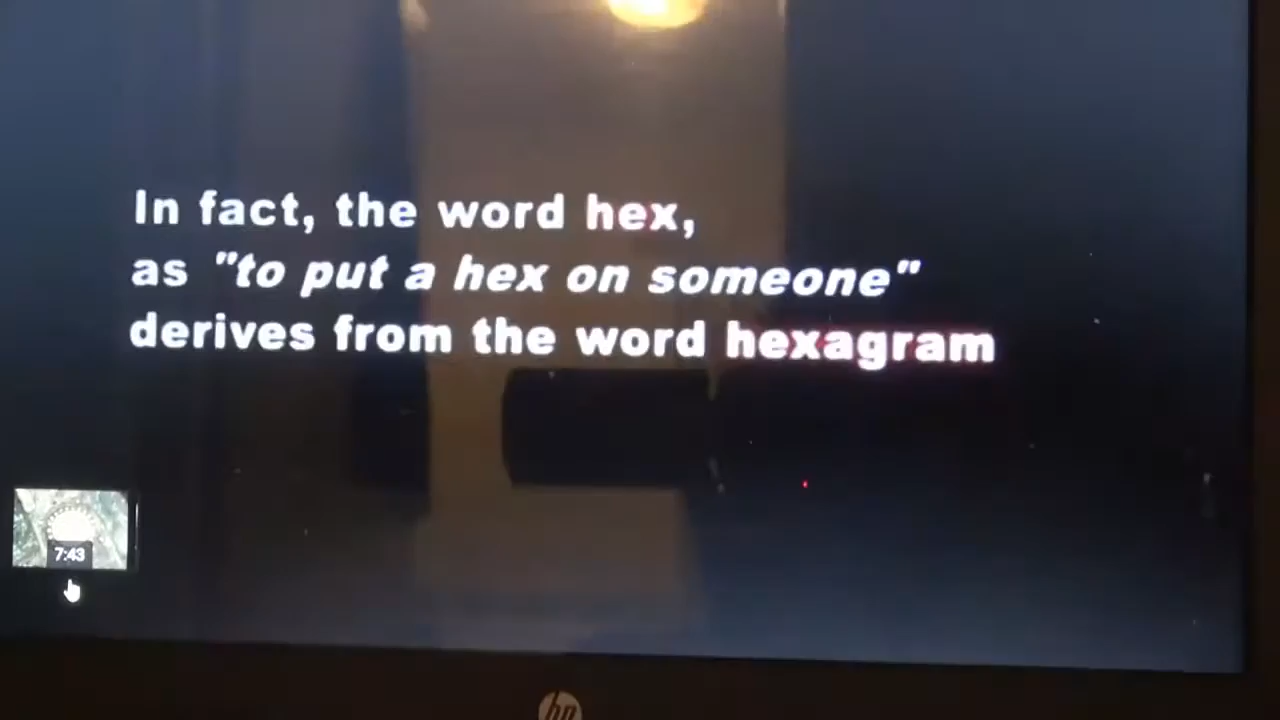 In fact, the word hex,
as "to put a hex on someone"
derives from the word hexagram
7:43
hp